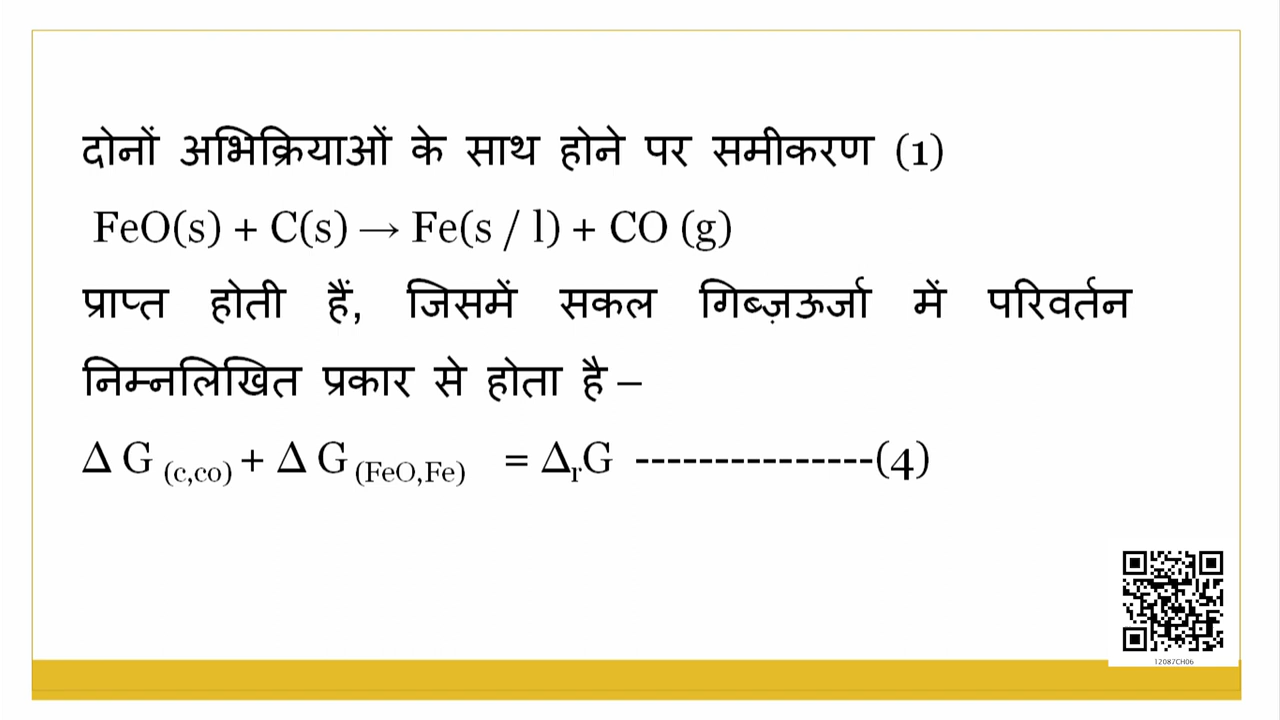 दोनों अभिक्रियाओं के साथ होने पर समीकरण (1)
FeO(s) + C(s) → Fe(s / l) + CO (g)
प्राप्त होती हैं, जिसमें सकल गिब्ज़ऊर्जा में परिवर्तन
निम्नलिखित प्रकार से होता है –
Δ G (c,co) + Δ G (FeO,Fe) = ΔrG ---------------(4)
12087CH06